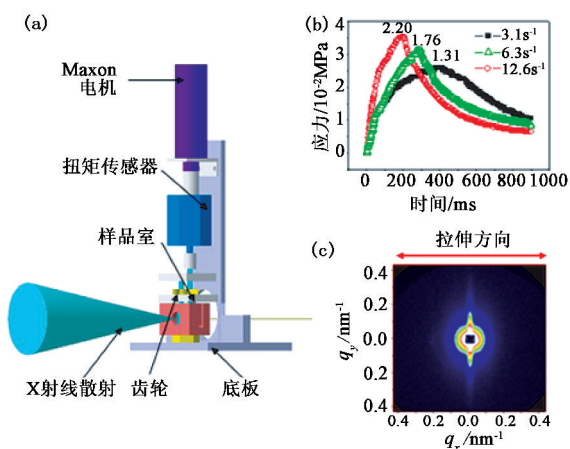 (a)
Maxon
电机
扭矩传感器
样品室
X射线散射
齿轮
底板
(b)
4
3
2
1
0
应力/10⁻²MPa
2.20
1.76
1.31
3.1s⁻¹
6.3s⁻¹
12.6s⁻¹
0 200 400 600 800 1000
时间/ms
(c)
拉伸方向
0.4
0.2
0.0
0.2
0.4
q_y/nm⁻¹
0.4 0.2 0.0 0.2 0.4
/nm⁻¹